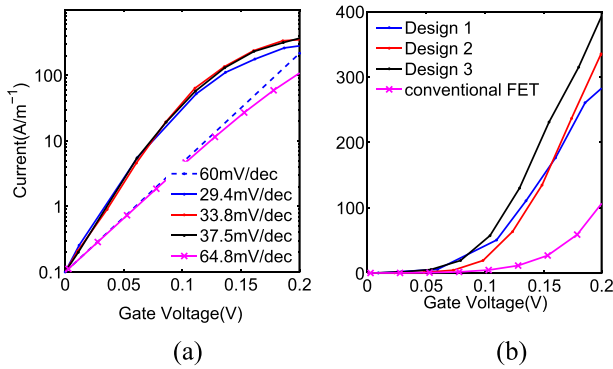 (a)
Current(A/m⁻¹)
100
10
1
0.1
0
0.05
0.1
0.15
0.2
Gate Voltage(V)
60mV/dec
29.4mV/dec
33.8mV/dec
37.5mV/dec
64.8mV/dec
(a)
400
300
200
100
0
0
0.05
0.1
0.15
0.2
Gate Voltage(V)
Design 1
Design 2
Design 3
conventional FET
(b)